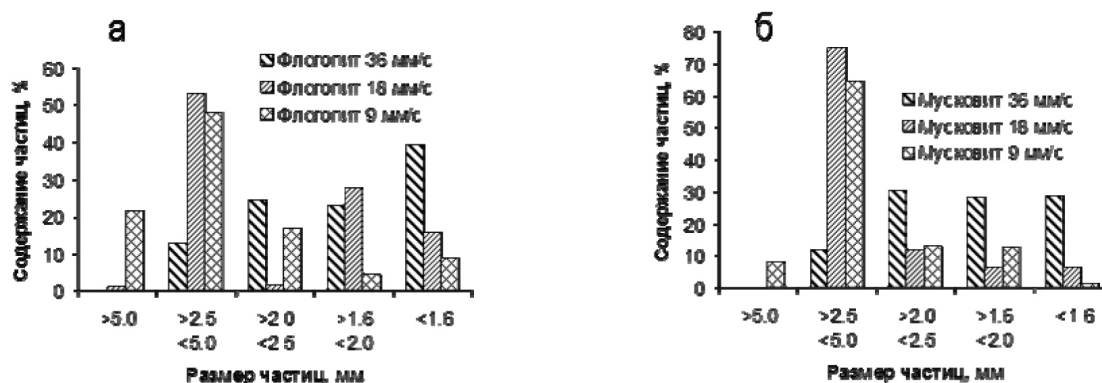 а
Флогопит 36 мм/с
Флогопит 18 мм/с
Флогопит 9 мм/с
Содержание частиц, %
60
50
40
30
20
10
0
>5.0 >2.5 >2.0 >1.6 <1.6
<5.0 <2.5 <2.0
Размер частиц, мм
б
Мусковит 36 мм/с
Мусковит 18 мм/с
Мусковит 9 мм/с
Содержание частиц, %
80
70
60
50
40
30
20
10
0
>5.0 >2.5 >2.0 >1.6 <1.6
<5.0 <2.5 <2.0
Размер частиц, мм